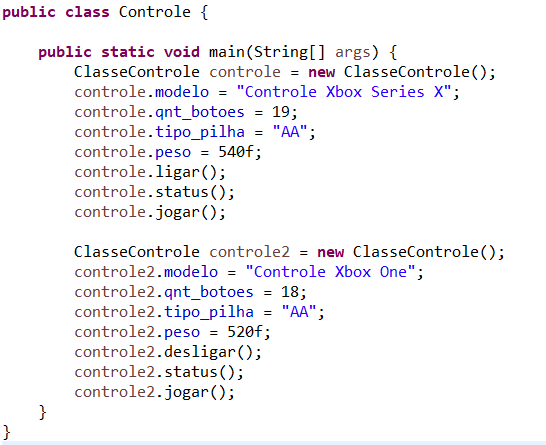 public class Controle {
public static void main(String[] args) {
ClasseControle controle = new ClasseControle();
controle.modelo = "Controle Xbox Series X";
controle.qnt_botoes = 19;
controle.tipo_pilha = "AA";
controle.peso = 540f;
controle.ligar();
controle.status();
controle.jogar();
ClasseControle controle2 = new ClasseControle();
controle2.modelo = "Controle Xbox One";
controle2.qnt_botoes = 18;
controle2.tipo_pilha = "AA";
controle2.peso = 520f;
controle2.desligar();
controle2.status();
controle2.jogar();
}
}